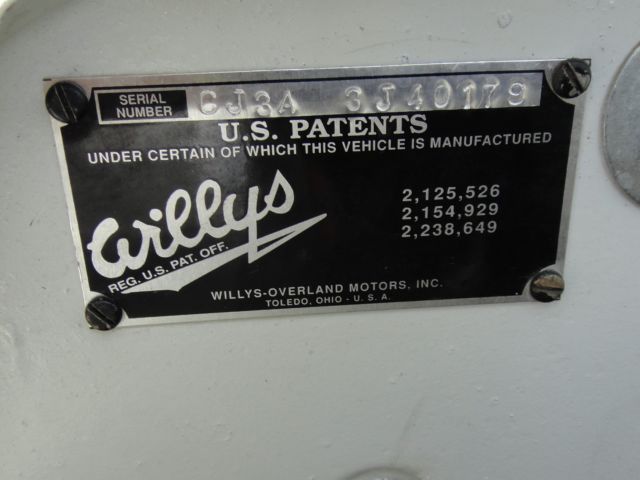 SERIAL NUMBER CJ3A 3J40179
U.S. PATENTS
UNDER CERTAIN OF WHICH THIS VEHICLE IS MANUFACTURED
Willys
REG. U.S. PAT. OFF.
2,125,526
2,154,929
2,238,649
WILLYS-OVERLAND MOTORS, INC.
TOLEDO, OHIO - U.S.A.